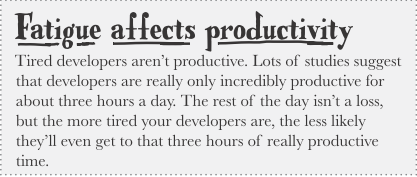 Fatigue affects productivity
Tired developers aren't productive. Lots of studies suggest
that developers are really only incredibly productive for
about three hours a day. The rest of the day isn't a loss,
but the more tired your developers are, the less likely
they'll even get to that three hours of really productive
time.